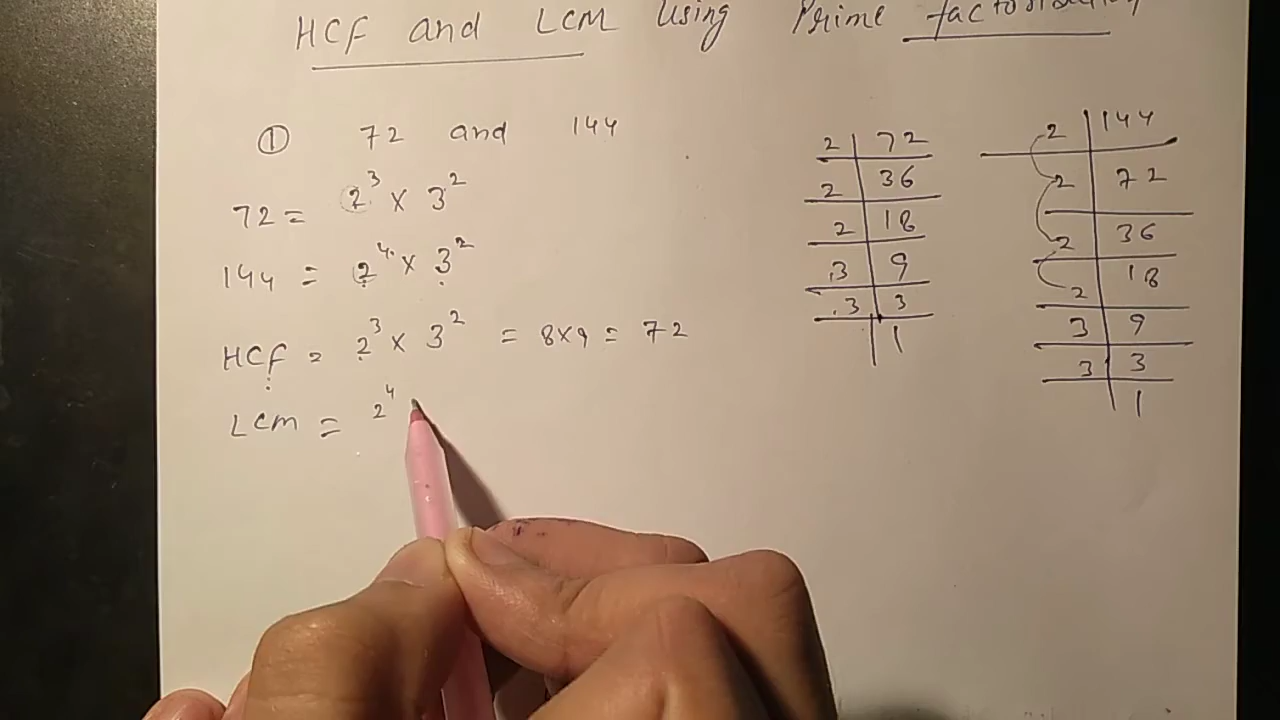 HCF and LCM Using Prime factorisation
① 72 and 144
72 = 2³ × 3²
144 = 2⁴ × 3²
HCF = 2³ × 3² = 8×9 = 72
LCM = 2⁴
2 | 72
2 | 36
2 | 18
3 | 9
3 | 3
1
2 | 144
2 | 72
2 | 36
2 | 18
3 | 9
3 | 3
1